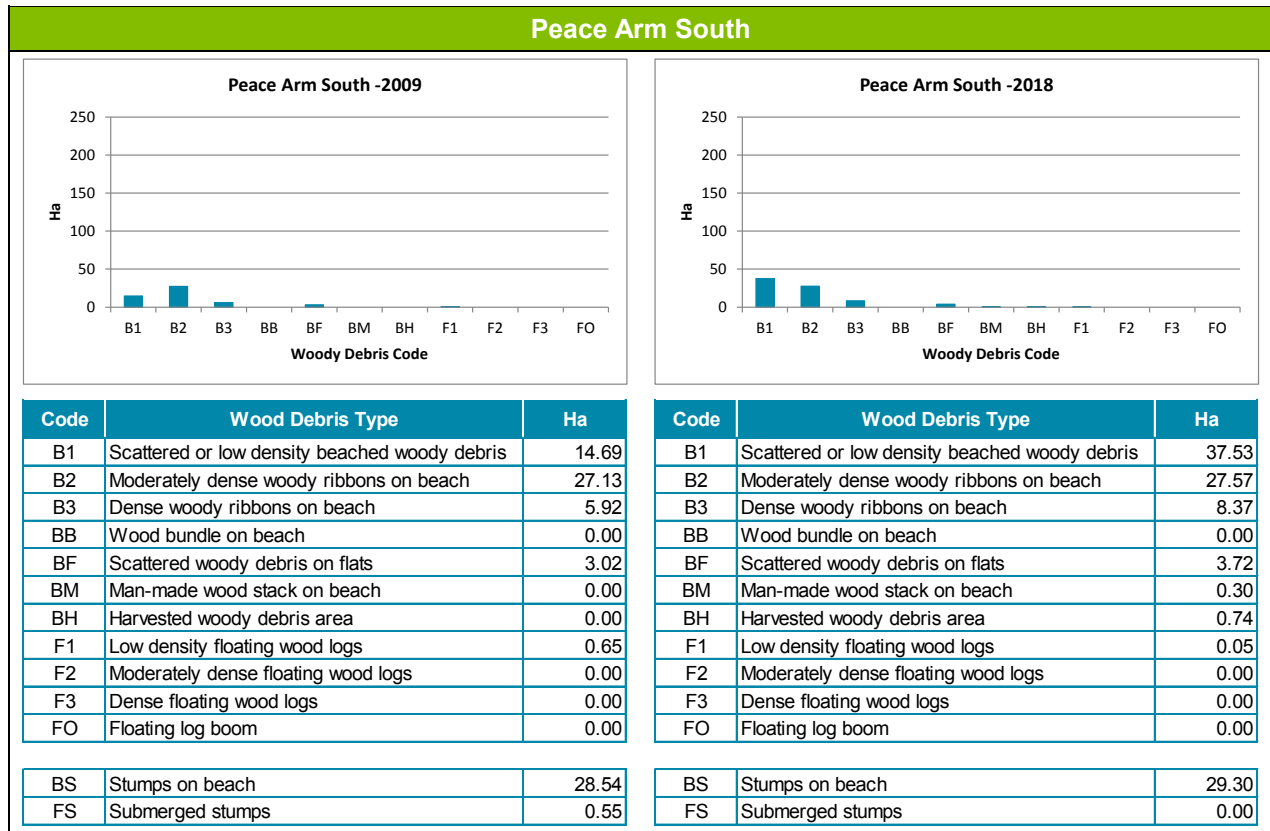 Peace Arm South
Peace Arm South -2009
250
200
150
100
50
0
Ha
B1 B2 B3 BB BF BM BH F1 F2 F3 FO
Woody Debris Code
Peace Arm South -2018
250
200
150
100
50
0
Ha
B1 B2 B3 BB BF BM BH F1 F2 F3 FO
Woody Debris Code
Code Wood Debris Type Ha
B1 Scattered or low density beached woody debris 14.69
B2 Moderately dense woody ribbons on beach 27.13
B3 Dense woody ribbons on beach 5.92
BB Wood bundle on beach 0.00
BF Scattered woody debris on flats 3.02
BM Man-made wood stack on beach 0.00
BH Harvested woody debris area 0.00
F1 Low density floating wood logs 0.65
F2 Moderately dense floating wood logs 0.00
F3 Dense floating wood logs 0.00
FO Floating log boom 0.00
BS Stumps on beach 28.54
FS Submerged stumps 0.55
Code Wood Debris Type Ha
B1 Scattered or low density beached woody debris 37.53
B2 Moderately dense woody ribbons on beach 27.57
B3 Dense woody ribbons on beach 8.37
BB Wood bundle on beach 0.00
BF Scattered woody debris on flats 3.72
BM Man-made wood stack on beach 0.30
BH Harvested woody debris area 0.74
F1 Low density floating wood logs 0.05
F2 Moderately dense floating wood logs 0.00
F3 Dense floating wood logs 0.00
FO Floating log boom 0.00
BS Stumps on beach 29.30
FS Submerged stumps 0.00